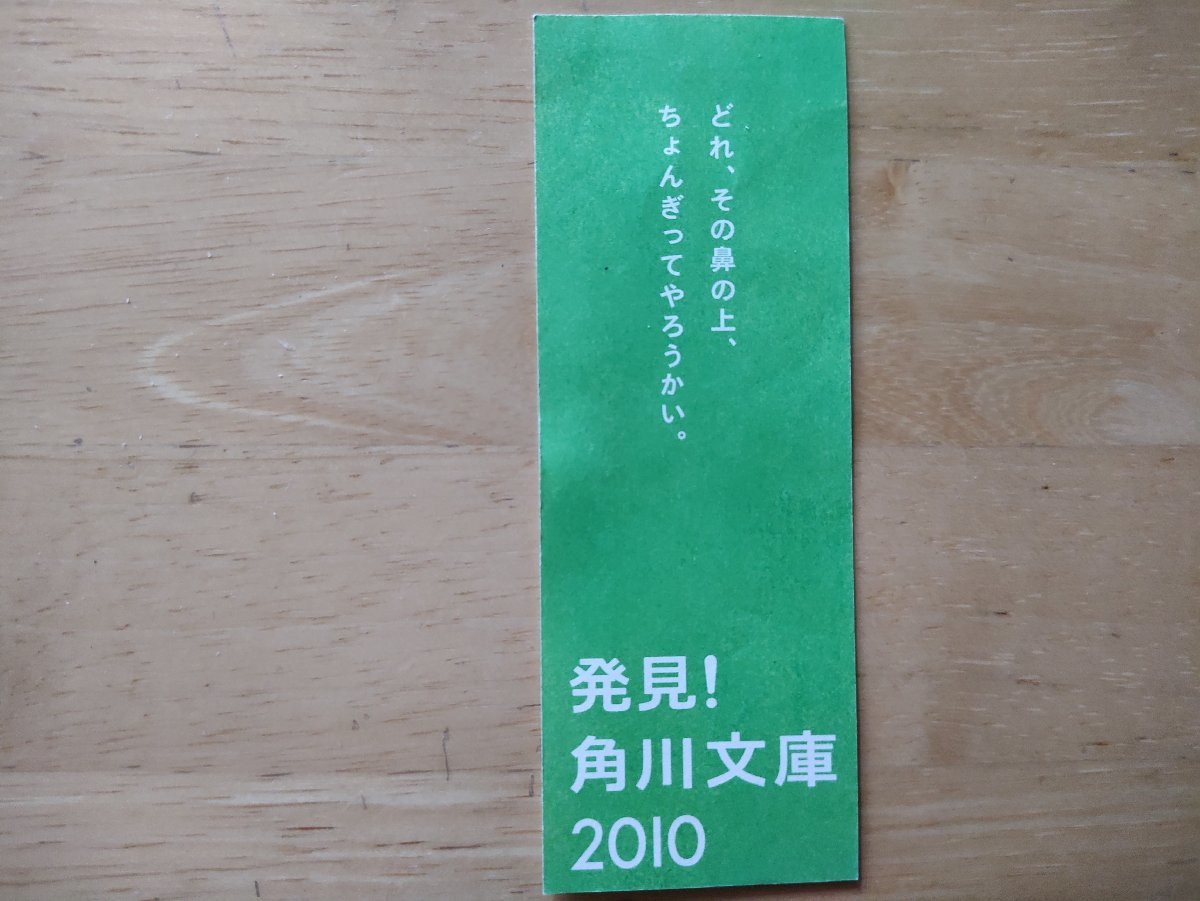 どれ、その鼻の上、
ちょんぎってやろうかい。
発見!
角川文庫
2010